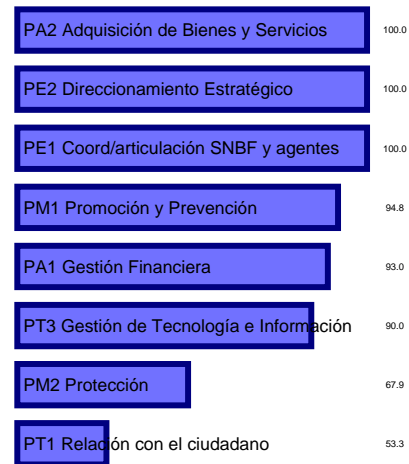 PA2 Adquisición de Bienes y Servicios 100.0
PE2 Direccionamiento Estratégico 100.0
PE1 Coord/articulación SNBF y agentes 100.0
PM1 Promoción y Prevención 94.8
PA1 Gestión Financiera 93.0
PT3 Gestión de Tecnología e Información 90.0
PM2 Protección 67.9
PT1 Relación con el ciudadano 53.3